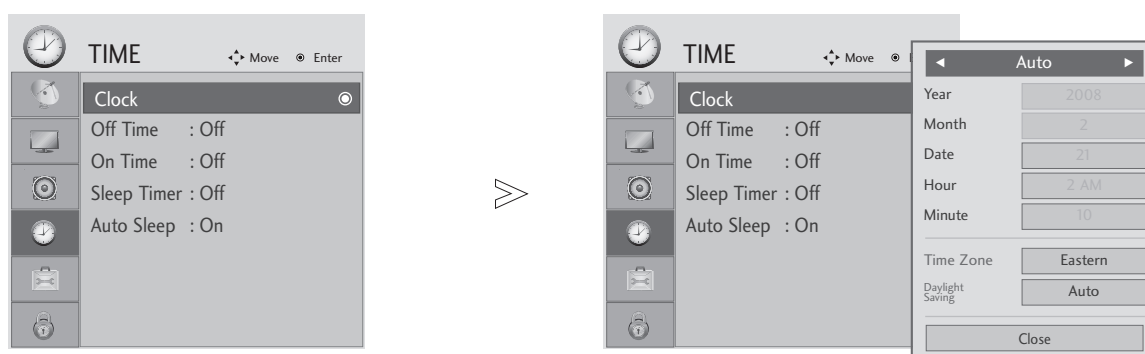 TIME
Move Enter
Clock
Off Time : Off
On Time : Off
Sleep Timer : Off
Auto Sleep : On
TIME
Move
Clock
Off Time : Off
On Time : Off
Sleep Timer : Off
Auto Sleep : On
Auto
Year 2008
Month 2
Date 21
Hour 2 AM
Minute 10
Time Zone Eastern
Daylight
Saving
Auto
Close